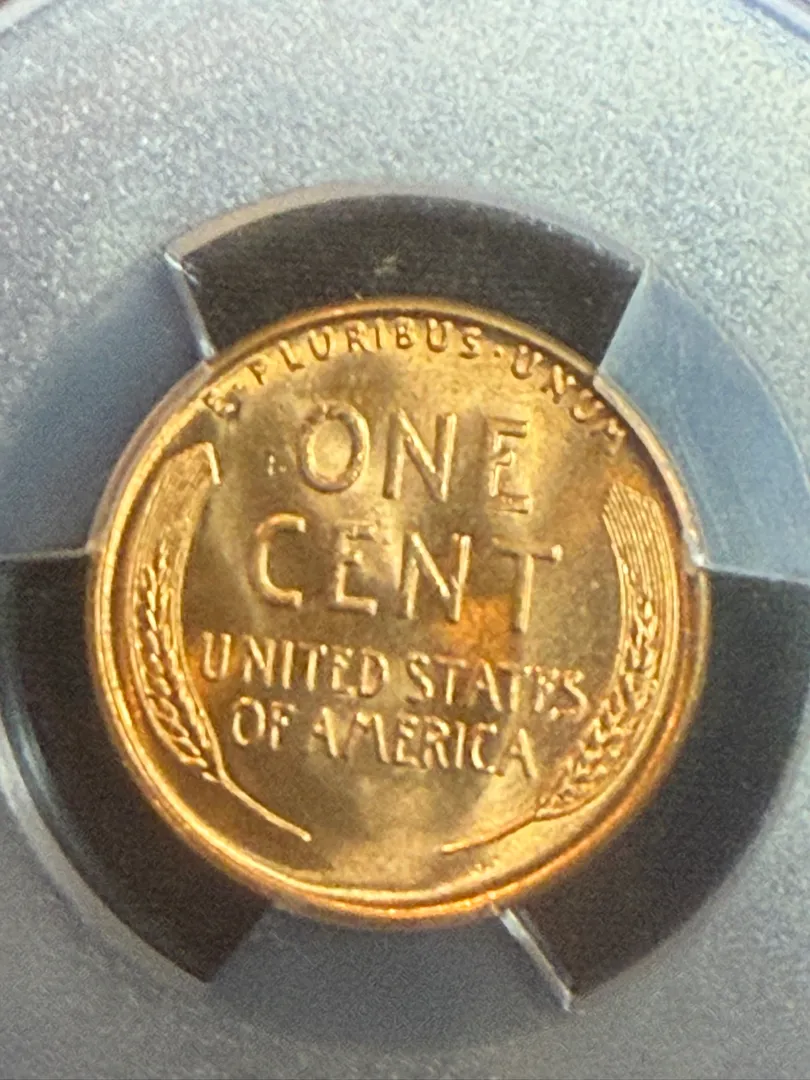 E·PLURIBUS·UNUM
ONE
CENT
UNITED STATES
OF AMERICA